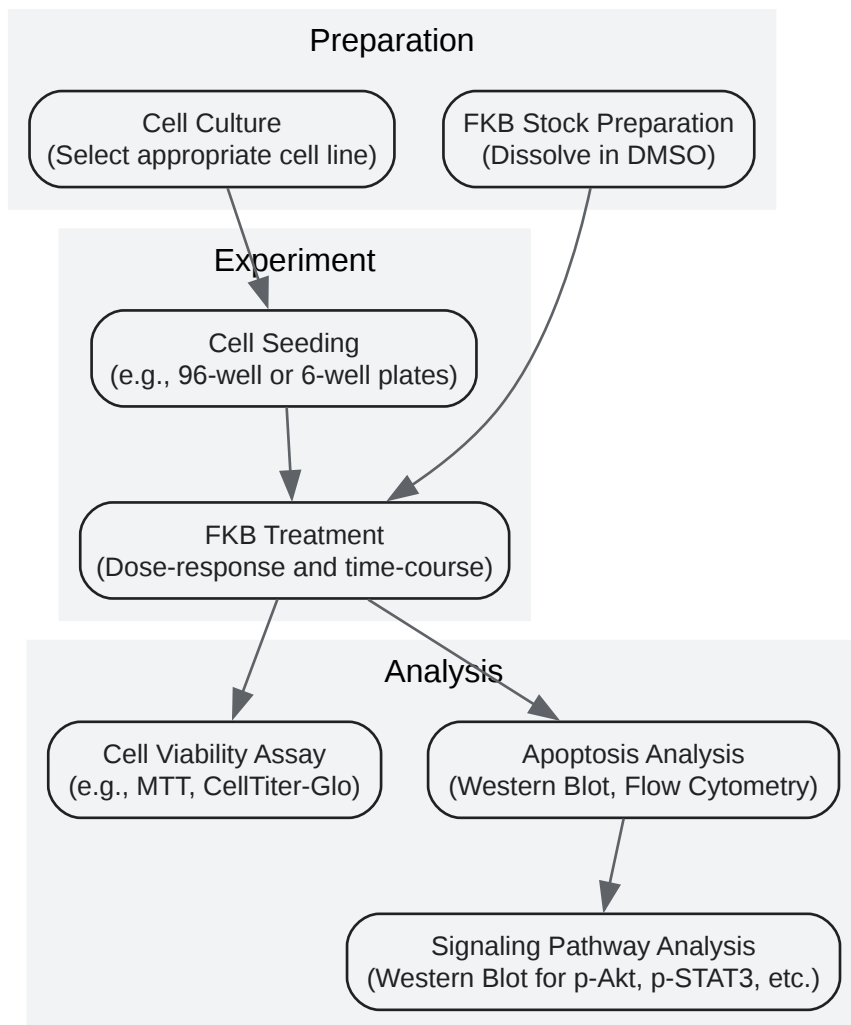 Preparation
Cell Culture
(Select appropriate cell line)
FKB Stock Preparation
(Dissolve in DMSO)
Experiment
Cell Seeding
(e.g., 96-well or 6-well plates)
FKB Treatment
(Dose-response and time-course)
Analysis
Cell Viability Assay
(e.g., MTT, CellTiter-Glo)
Apoptosis Analysis
(Western Blot, Flow Cytometry)
Signaling Pathway Analysis
(Western Blot for p-Akt, p-STAT3, etc.)